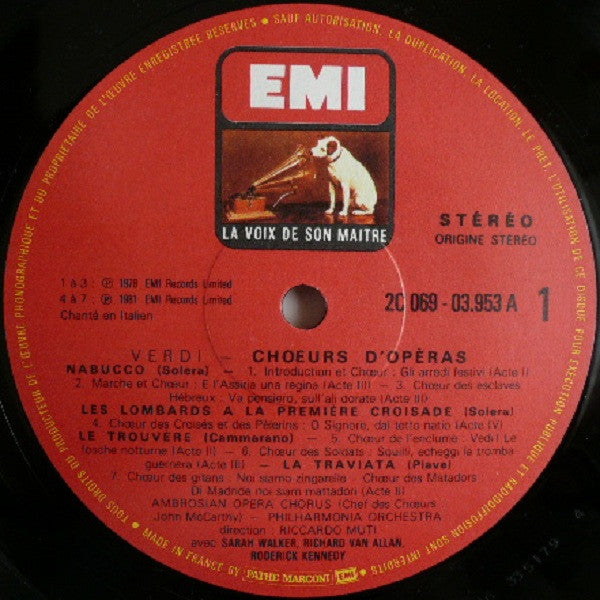 TOUS DROITS DU PRODUCTEUR DE L'ŒUVRE PHONOGRAPHIQUE ET DU PROPRIETAIRE DE L'ŒUVRE ENREGISTREE RESERVES • SAUF AUTORISATION, LA DUPLICATION, LA LOCATION, LE PRET, L'UTILISATION DE CE DISQUE POUR EXECUTION PUBLIQUE ET RADIODIFFUSION SONT INTERDITS
EMI
LA VOIX DE SON MAITRE
STÉRÉO
ORIGINE STÉRÉO
1 à 3 : Ⓟ 1978 EMI Records Limited
4 à 7 : Ⓟ 1981 EMI Records Limited
Chanté en Italien
2C 069 - 03.953 A 1
VERDI – CHŒURS D'OPÉRAS
NABUCCO (Solera) – 1. Introduction et Chœur : Gli arredi festivi (Acte I)
2. Marche et Chœur : E l'Assiria una regina (Acte III) – 3. Chœur des esclaves
Hébreux : Va pensiero, sull'ali dorate (Acte III)
LES LOMBARDS A LA PREMIÈRE CROISADE (Solera)
4. Chœur des Croisés et des Pèlerins : O Signore, dal tetto natio (Acte IV)
LE TROUVÈRE (Cammarano) – 5. Chœur de l'enclume : Vedi ! Le
fosche notturne (Acte II) – 6. Chœur des Soldats : Squilli, echeggi la tromba
guerriera (Acte III) – LA TRAVIATA (Piave)
7. Chœur des gitans : Noi siamo zingarelle - Chœur des Matadors :
Di Madride noi siam mattadori (Acte II)
AMBROSIAN OPERA CHORUS (Chef des Chœurs
John McCarthy) – PHILHARMONIA ORCHESTRA
direction : RICCARDO MUTI
avec SARAH WALKER, RICHARD VAN ALLAN,
RODERICK KENNEDY
• MADE IN FRANCE BY PATHE MARCONI EMI •